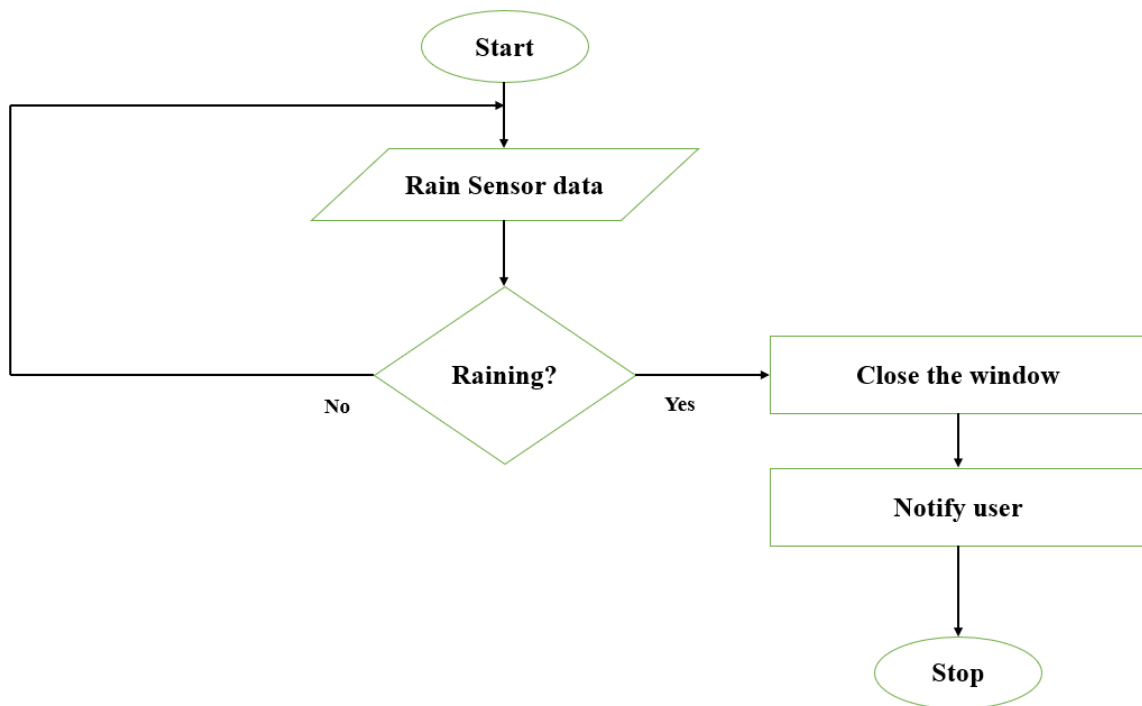 Start
Rain Sensor data
Raining?
No
Yes
Close the window
Notify user
Stop